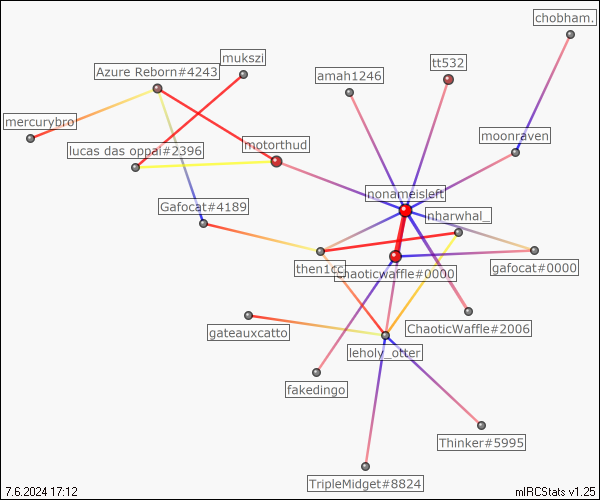 chobham.
mukszi
tt532
Azure Reborn#4243
amah1246
mercurybro
moonraven
motorthud
lucas das oppai#2396
nonameisleft
Gafocat#4189
nharwhal_
then1cc
chaoticwaffle#0000
gafocat#0000
gateauxcatto
ChaoticWaffle#2006
leholy_otter
fakedingo
Thinker#5995
TripleMidget#8824
7.6.2024 17:12
mIRCStats v1.25